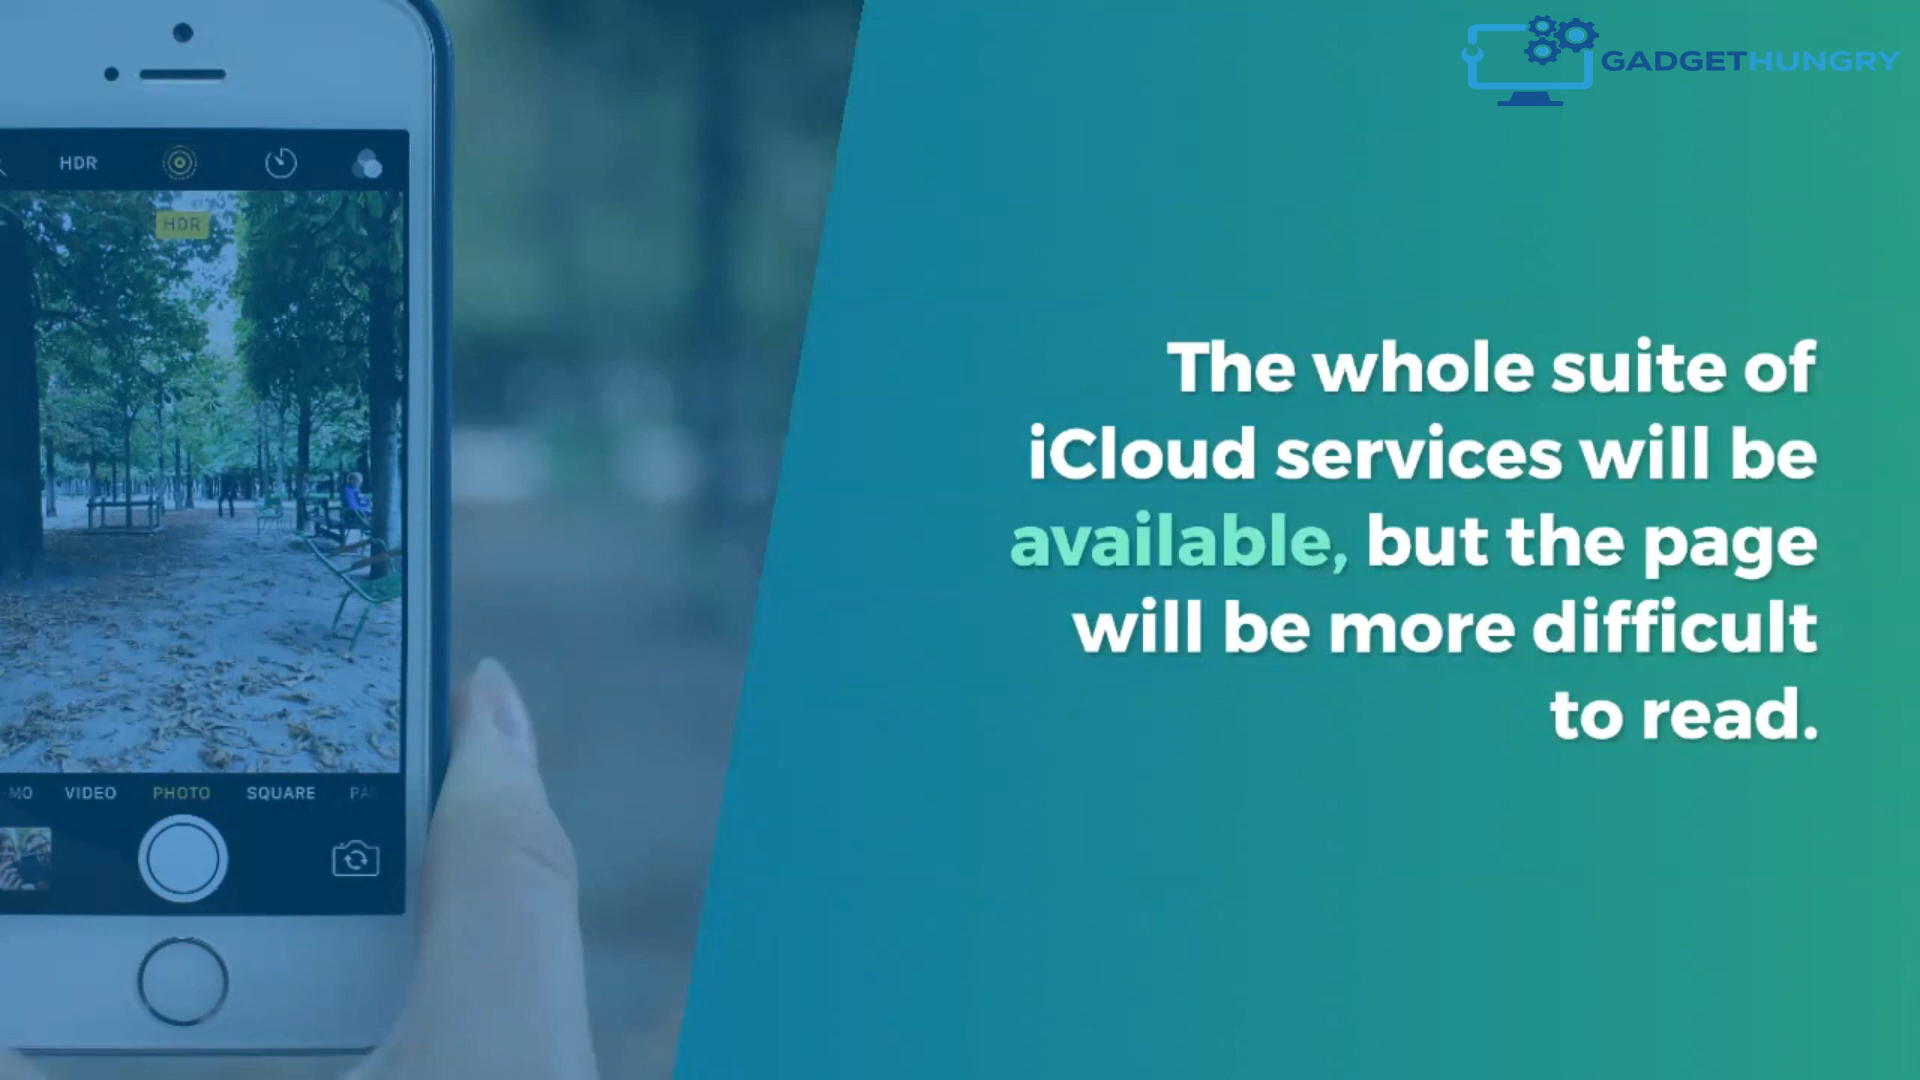 GADGETHUNGRY
HDR
HDR
The whole suite of
iCloud services will be
available, but the page
will be more difficult
to read.
VIDEO PHOTO SQUARE